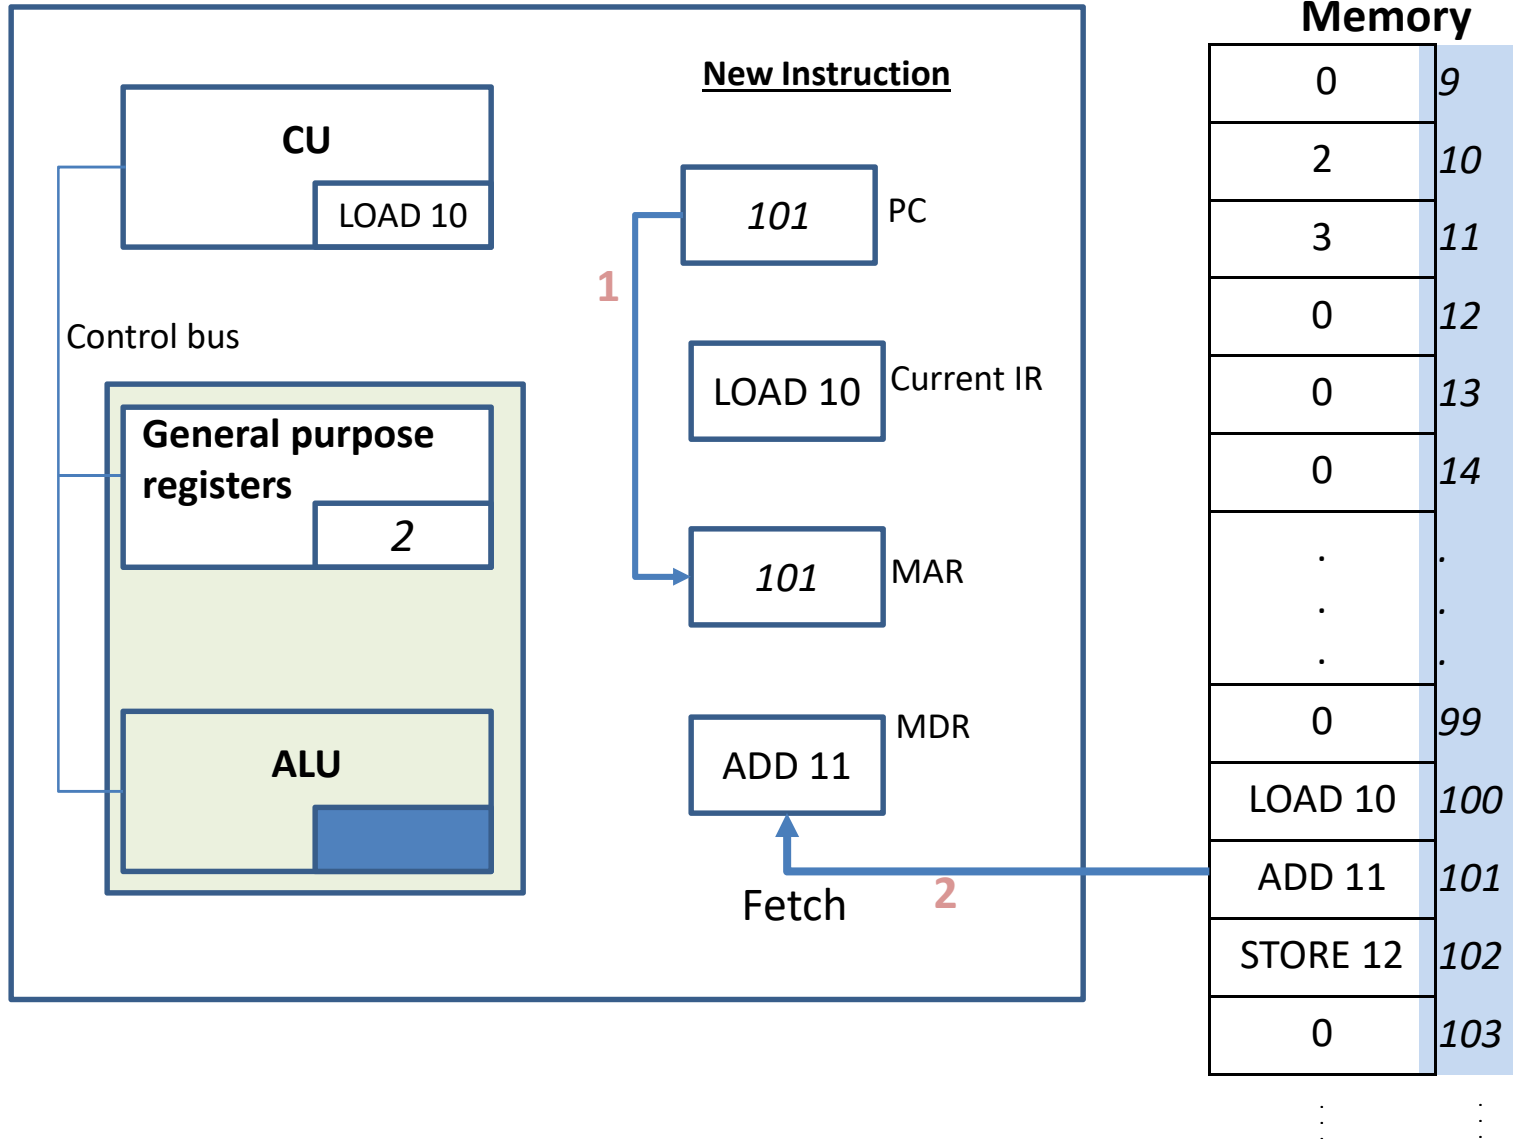 New Instruction
CU
LOAD 10
Control bus
General purpose
registers
2
ALU
101
PC
1
LOAD 10
Current IR
101
MAR
MDR
ADD 11
Fetch
2
Memory
0 9
2 10
3 11
0 12
0 13
0 14
. .
. .
. .
0 99
LOAD 10 100
ADD 11 101
STORE 12 102
0 103
. .
. .
. .